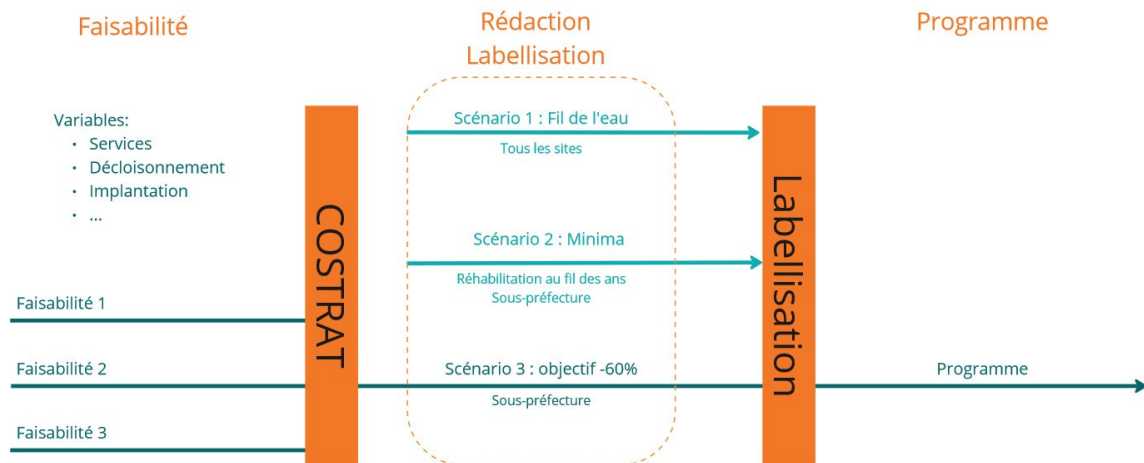 Faisabilité
Rédaction
Labellisation
Programme
Variables:
• Services
• Décloisonnement
• Implantation
• ...
Faisabilité 1
Faisabilité 2
Faisabilité 3
COSTRAT
Scénario 1 : Fil de l'eau
Tous les sites
Scénario 2 : Minima
Réhabilitation au fil des ans
Sous-préfecture
Scénario 3 : objectif -60%
Sous-préfecture
Labellisation
Programme